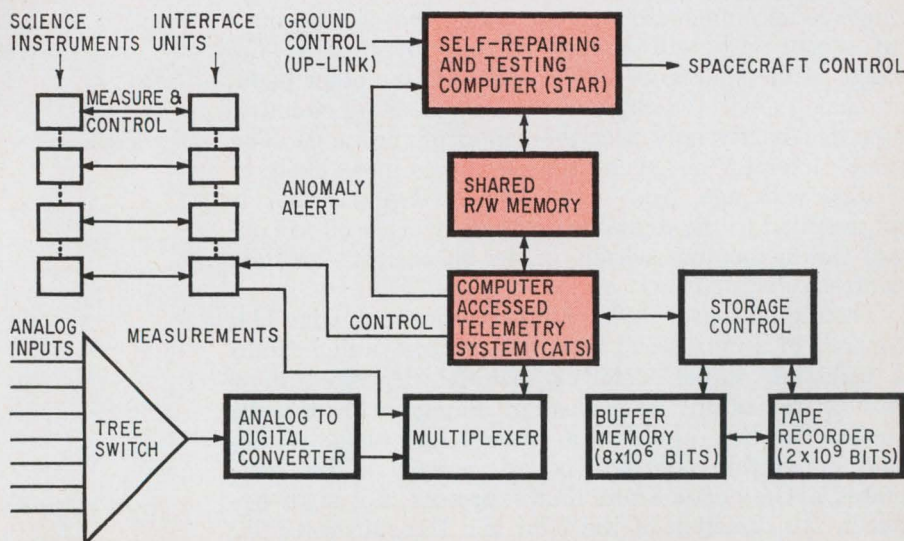 SCIENCE
INSTRUMENTS
INTERFACE
UNITS
MEASURE &
CONTROL
GROUND
CONTROL
(UP-LINK)
SELF-REPAIRING
AND TESTING
COMPUTER (STAR)
SPACECRAFT CONTROL
ANOMALY
ALERT
SHARED
R/W MEMORY
COMPUTER
ACCESSED
TELEMETRY
SYSTEM (CATS)
STORAGE
CONTROL
CONTROL
MEASUREMENTS
ANALOG
INPUTS
TREE
SWITCH
ANALOG TO
DIGITAL
CONVERTER
MULTIPLEXER
BUFFER
MEMORY
(8x10⁶ BITS)
TAPE
RECORDER
(2x10⁹ BITS)